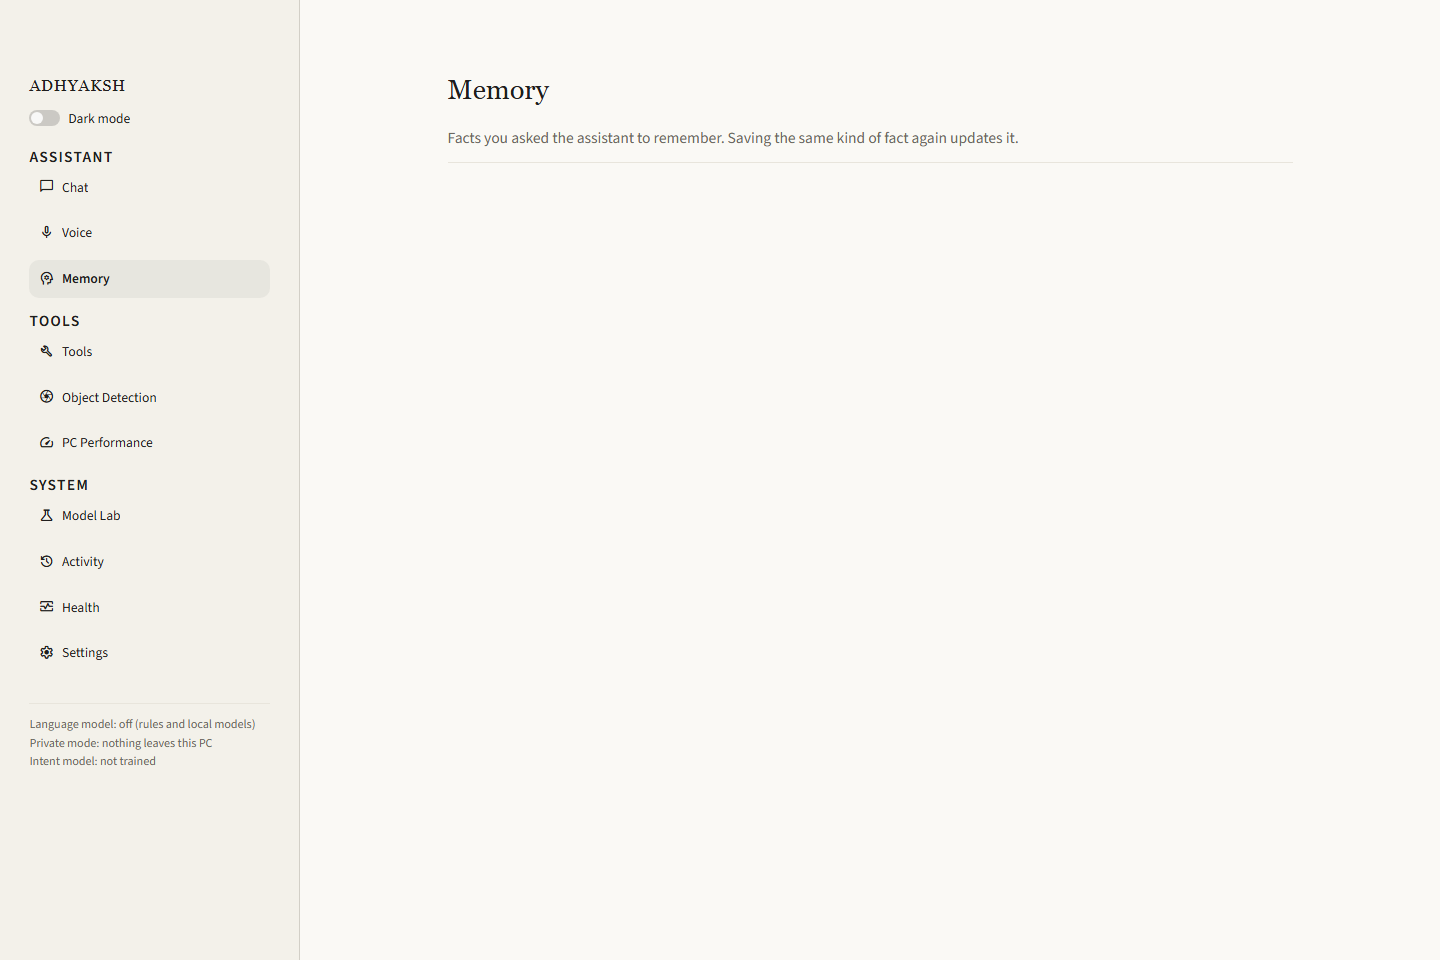 ADHYAKSH
Dark mode
ASSISTANT
Chat
Voice
Memory
TOOLS
Tools
Object Detection
PC Performance
SYSTEM
Model Lab
Activity
Health
Settings
Language model: off (rules and local models)
Private mode: nothing leaves this PC
Intent model: not trained
Memory
Facts you asked the assistant to remember. Saving the same kind of fact again updates it.